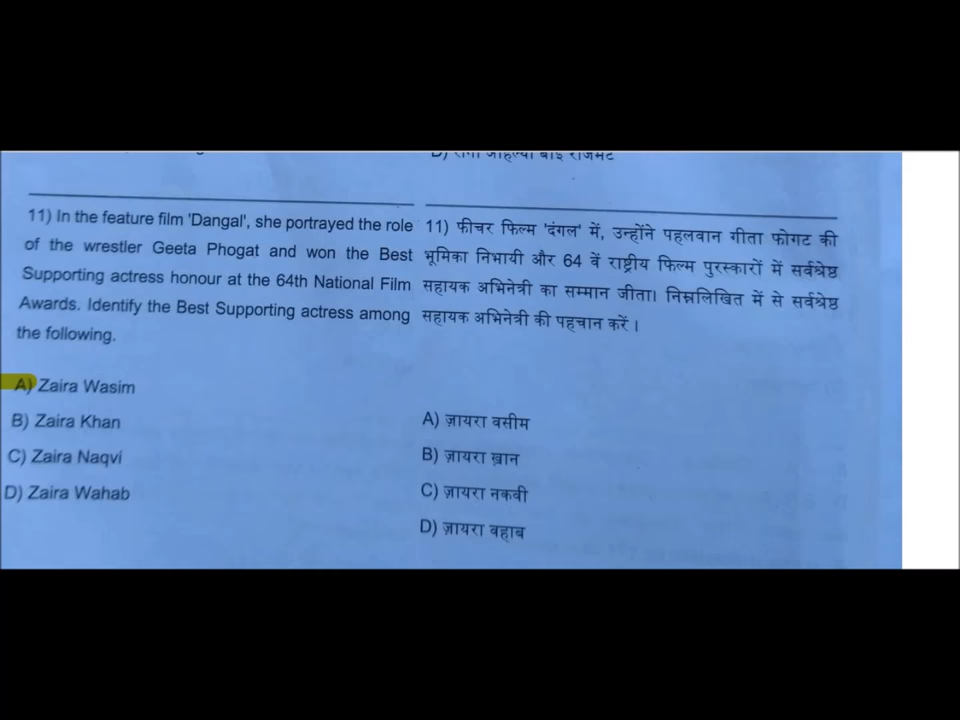 11) In the feature film 'Dangal', she portrayed the role
of the wrestler Geeta Phogat and won the Best
Supporting actress honour at the 64th National Film
Awards. Identify the Best Supporting actress among
the following.
A) Zaira Wasim
B) Zaira Khan
C) Zaira Naqvi
D) Zaira Wahab
11) फीचर फिल्म 'दंगल' में, उन्होंने पहलवान गीता फोगट की
भूमिका निभायी और 64 वें राष्ट्रीय फिल्म पुरस्कारों में सर्वश्रेष्ठ
सहायक अभिनेत्री का सम्मान जीता। निम्नलिखित में से सर्वश्रेष्ठ
सहायक अभिनेत्री की पहचान करें ।
A) ज़ायरा वसीम
B) ज़ायरा ख़ान
C) ज़ायरा नकवी
D) ज़ायरा वहाब